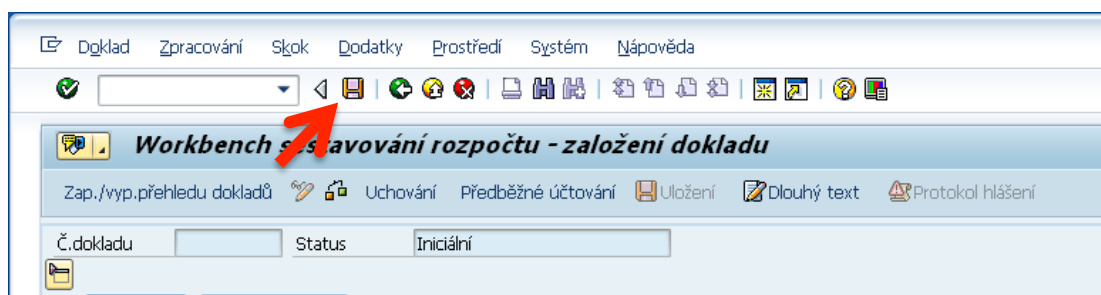 Doklad Zpracování Skok Dodatky Prostředí Systém Nápověda
Workbench sestavování rozpočtu - založení dokladu
Zap./vyp.přehledu dokladů Uchování Předběžné účtování Uložení Dlouhý text Protokol hlášení
Č.dokladu Status Iniciální